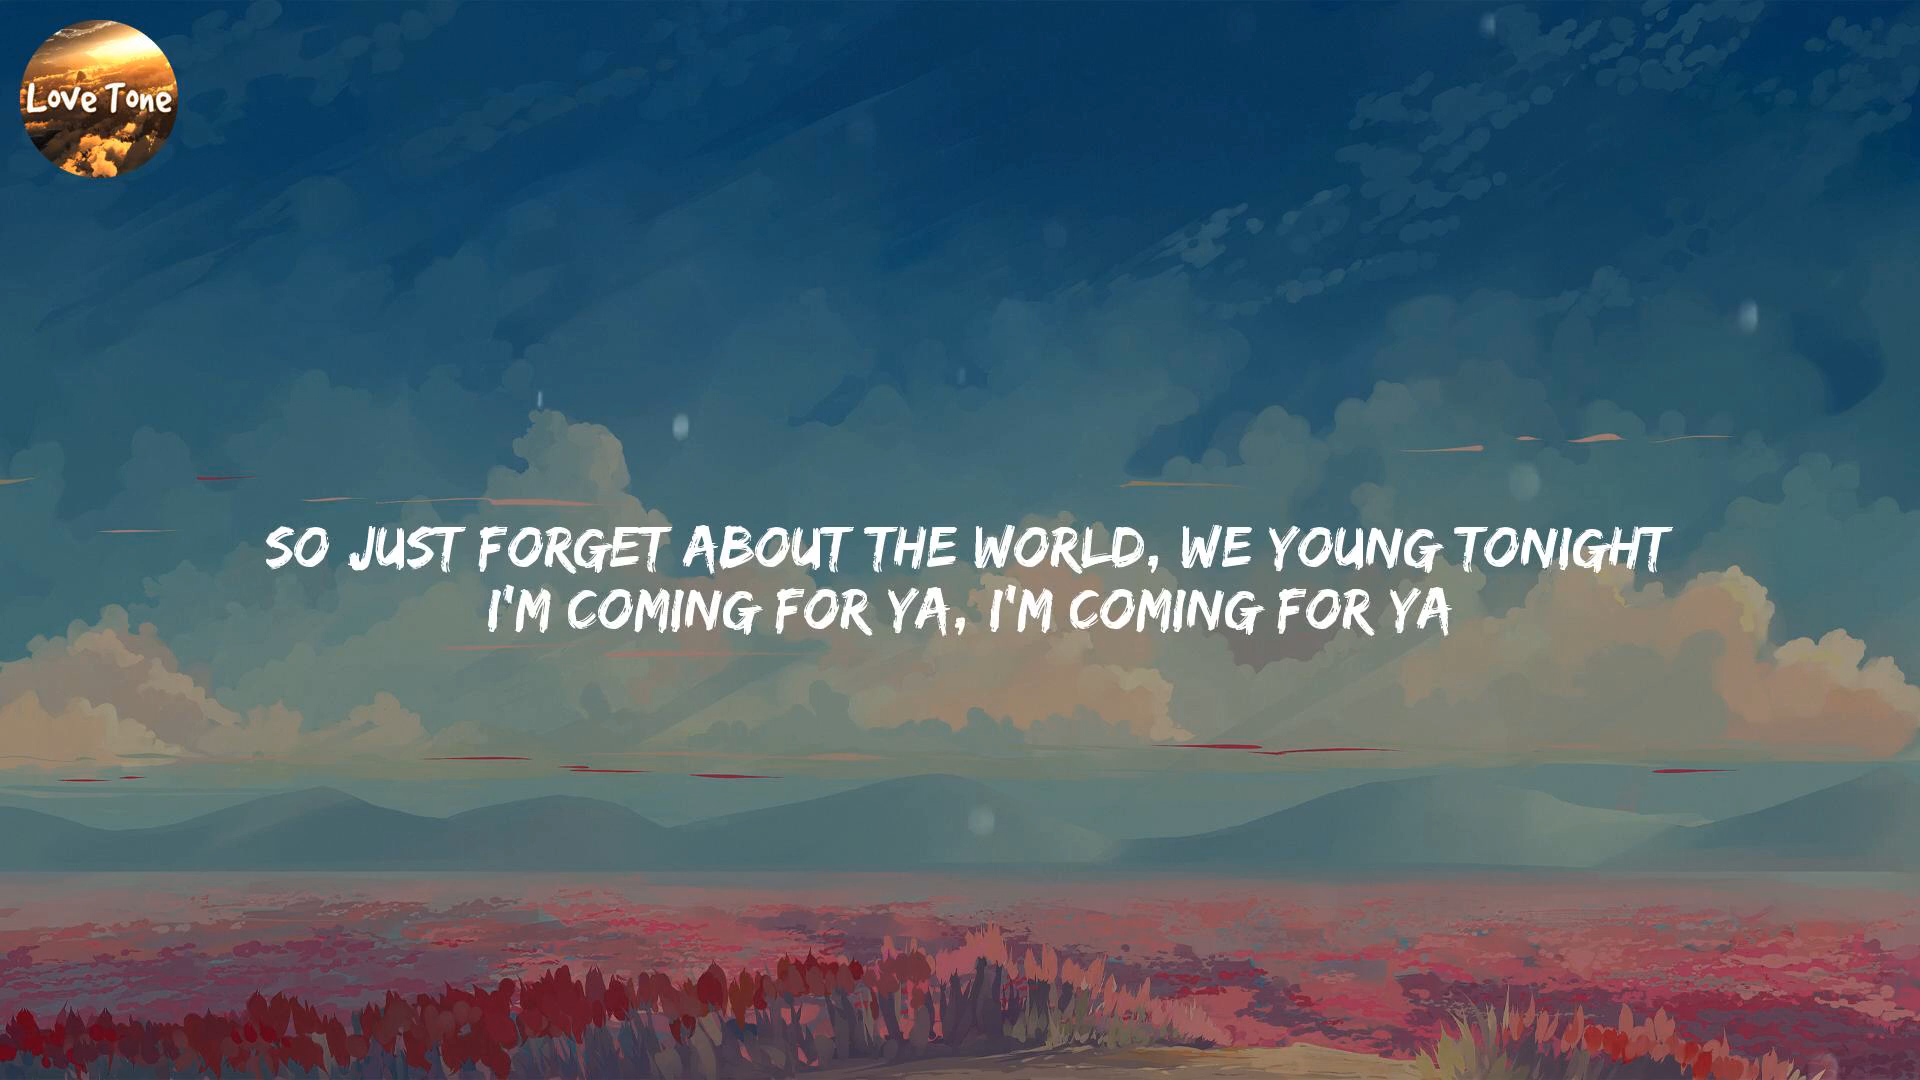 Love Tone
SO JUST FORGET ABOUT THE WORLD, WE YOUNG TONIGHT
I'M COMING FOR YA, I'M COMING FOR YA